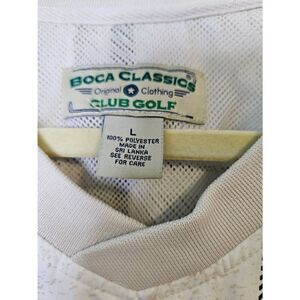 BOCA CLASSICS
Original Clothing
CLUB GOLF
L
100% POLYESTER
MADE IN
SRI LANKA
SEE REVERSE
FOR CARE